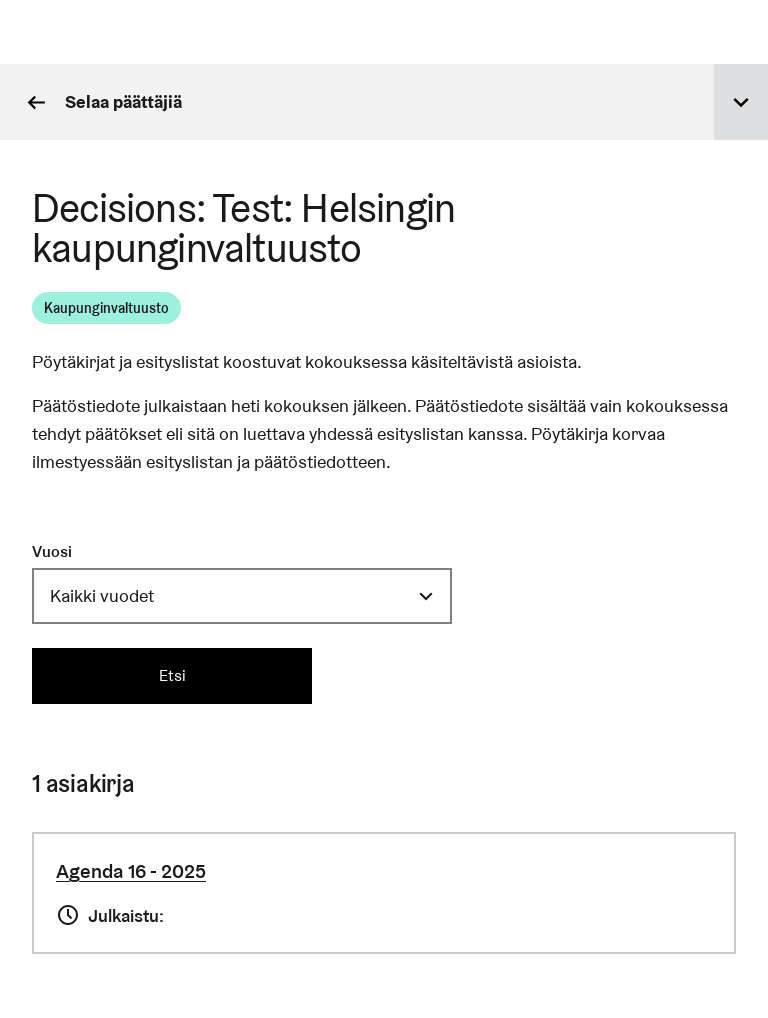 Selaa päättäjiä
Decisions: Test: Helsingin
kaupunginvaltuusto
Kaupunginvaltuusto
Pöytäkirjat ja esityslistat koostuvat kokouksessa käsiteltävistä asioista.
Päätöstiedote julkaistaan heti kokouksen jälkeen. Päätöstiedote sisältää vain kokouksessa
tehdyt päätökset eli sitä on luettava yhdessä esityslistan kanssa. Pöytäkirja korvaa
ilmestyessään esityslistan ja päätöstiedotteen.
Vuosi
Kaikki vuodet
Etsi
1 asiakirja
Agenda 16 - 2025
Julkaistu: